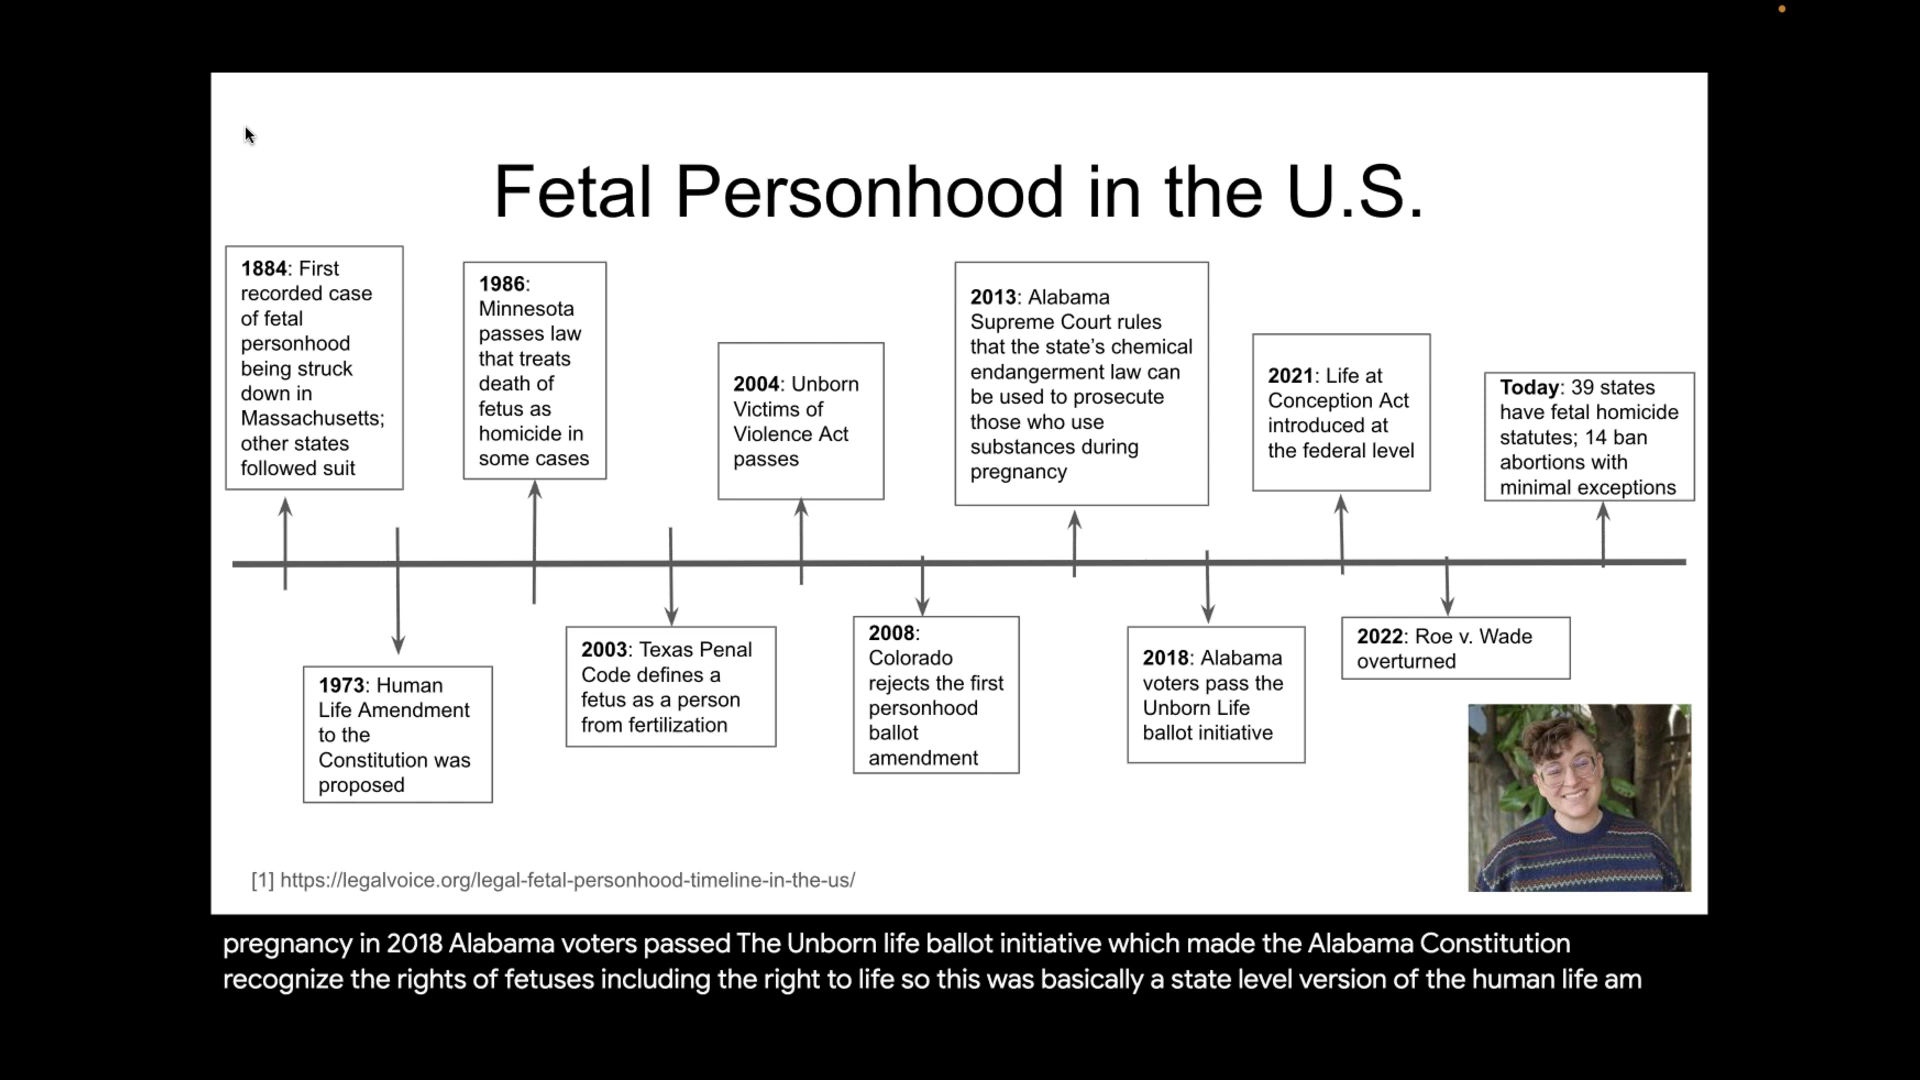 Fetal Personhood in the U.S.
1884: First
recorded case
of fetal
personhood
being struck
down in
Massachusetts;
other states
followed suit
1973: Human
Life Amendment
to the
Constitution was
proposed
1986:
Minnesota
passes law
that treats
death of
fetus as
homicide in
some cases
2003: Texas Penal
Code defines a
fetus as a person
from fertilization
2004: Unborn
Victims of
Violence Act
passes
2008:
Colorado
rejects the first
personhood
ballot
amendment
2013: Alabama
Supreme Court rules
that the state's chemical
endangerment law can
be used to prosecute
those who use
substances during
pregnancy
2018: Alabama
voters pass the
Unborn Life
ballot initiative
2021: Life at
Conception Act
introduced at
the federal level
2022: Roe v. Wade
overturned
Today: 39 states
have fetal homicide
statutes; 14 ban
abortions with
minimal exceptions
[1] https://legalvoice.org/legal-fetal-personhood-timeline-in-the-us/
pregnancy in 2018 Alabama voters passed The Unborn life ballot initiative which made the Alabama Constitution
recognize the rights of fetuses including the right to life so this was basically a state level version of the human life am